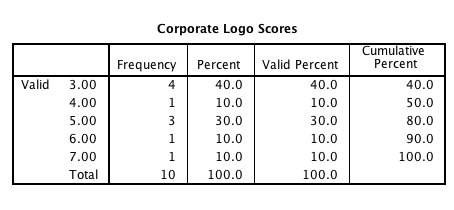 Corporate Logo Scores
Frequency Percent Valid Percent Cumulative Percent
Valid 3.00 4 40.0 40.0 40.0
4.00 1 10.0 10.0 50.0
5.00 3 30.0 30.0 80.0
6.00 1 10.0 10.0 90.0
7.00 1 10.0 10.0 100.0
Total 10 100.0 100.0